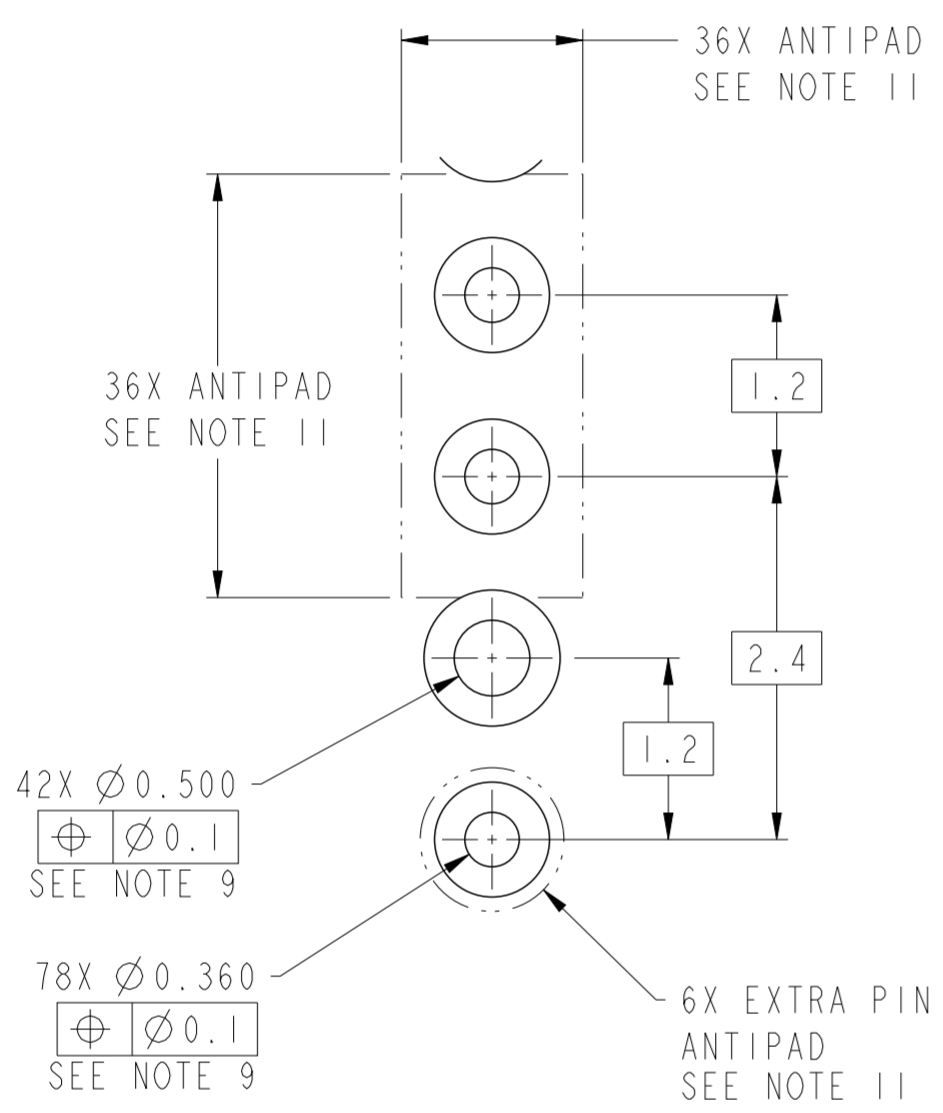 36X ANTIPAD
SEE NOTE 11
36X ANTIPAD
SEE NOTE 11
1.2
2.4
1.2
42X Ø0.500
⌖ Ø0.1
SEE NOTE 9
78X Ø0.360
⌖ Ø0.1
SEE NOTE 9
6X EXTRA PIN
ANTIPAD
SEE NOTE 11